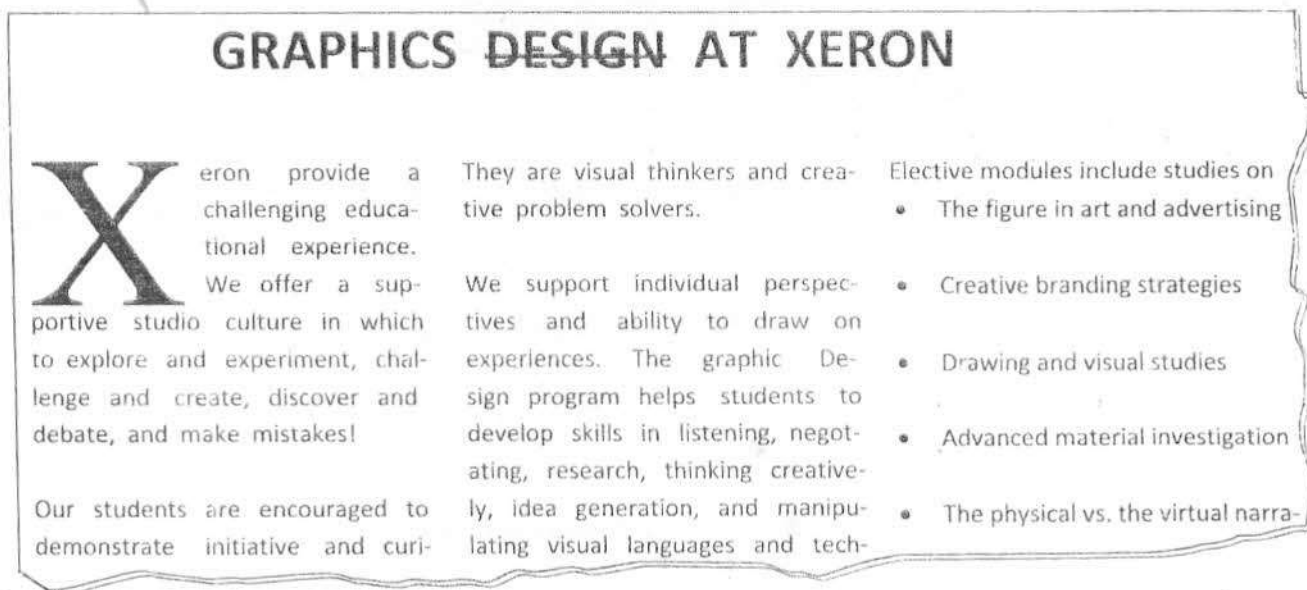 GRAPHICS DESIGN AT XERON
Xeron provide a
challenging educa-
tional experience.
We offer a sup-
portive studio culture in which
to explore and experiment, chal-
lenge and create, discover and
debate, and make mistakes!
Our students are encouraged to
demonstrate initiative and curi-
They are visual thinkers and crea-
tive problem solvers.
We support individual perspec-
tives and ability to draw on
experiences. The graphic De-
sign program helps students to
develop skills in listening, negot-
ating, research, thinking creative-
ly, idea generation, and manipu-
lating visual languages and tech-
Elective modules include studies on
• The figure in art and advertising
• Creative branding strategies
• Drawing and visual studies
• Advanced material investigation
• The physical vs. the virtual narra-